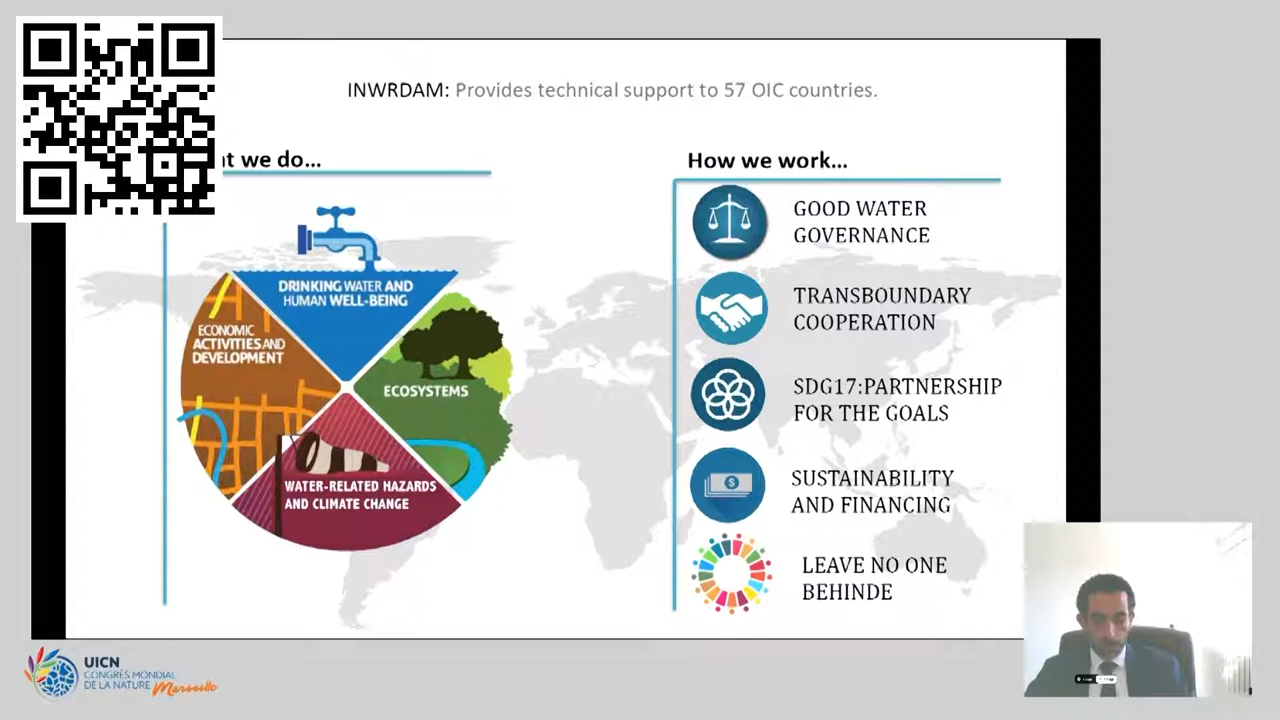 INWRDAM: Provides technical support to 57 OIC countries.
t we do...
DRINKING WATER AND
HUMAN WELL-BEING
ECONOMIC
ACTIVITIES AND
DEVELOPMENT
ECOSYSTEMS
WATER-RELATED HAZARDS
AND CLIMATE CHANGE
How we work...
GOOD WATER
GOVERNANCE
TRANSBOUNDARY
COOPERATION
SDG17:PARTNERSHIP
FOR THE GOALS
$
SUSTAINABILITY
AND FINANCING
LEAVE NO ONE
BEHINDE
UICN
CONGRÈS MONDIAL
DE LA NATURE
Marseille